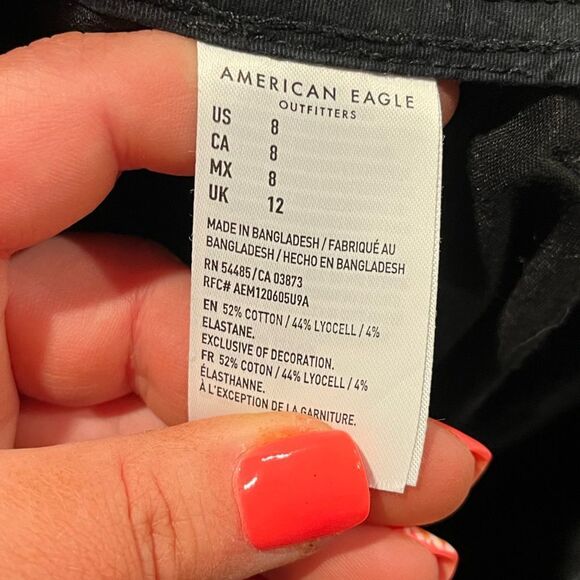 AMERICAN EAGLE
OUTFITTERS
US 8
CA 8
MX 8
UK 12
MADE IN BANGLADESH / FABRIQUÉ AU
BANGLADESH / HECHO EN BANGLADESH
RN 54485/CA 03873
RFC# AEM120605U9A
EN 52% COTTON / 44% LYOCELL / 4%
ELASTANE.
EXCLUSIVE OF DECORATION.
FR 52% COTON / 44% LYOCELL / 4%
ÉLASTHANNE.
À L'EXCEPTION DE LA GARNITURE.